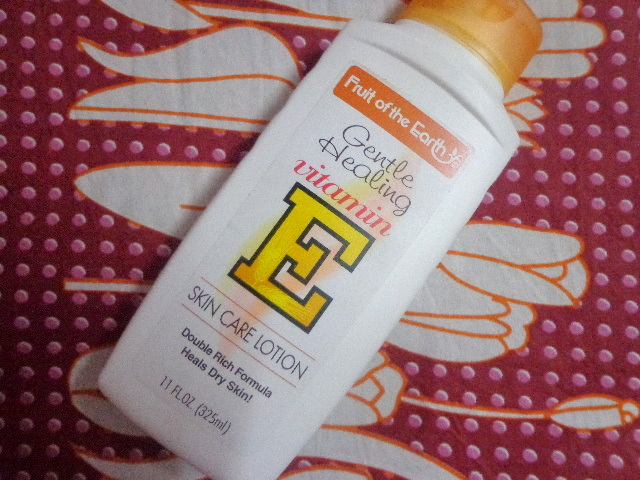 Fruit of the Earth
Gentle
Healing
vitamin
E
SKIN CARE LOTION
Double Rich Formula
Heals Dry Skin!
11 FL.OZ. (325ml)